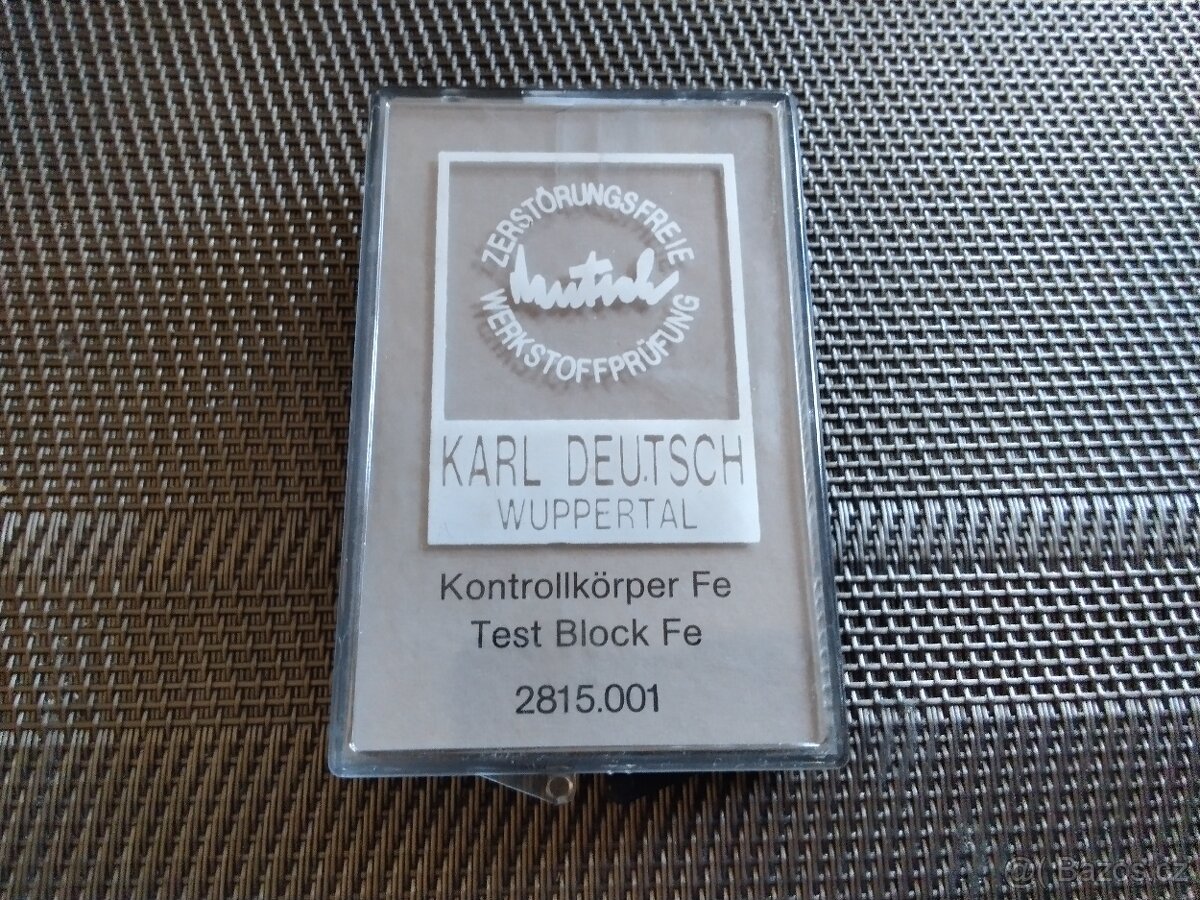 ZERSTÖRUNGSFREIE
deutsch
WERKSTOFFPRÜFUNG
KARL DEUTSCH
WUPPERTAL
Kontrollkörper Fe
Test Block Fe
2815.001
@ Bazos.cz